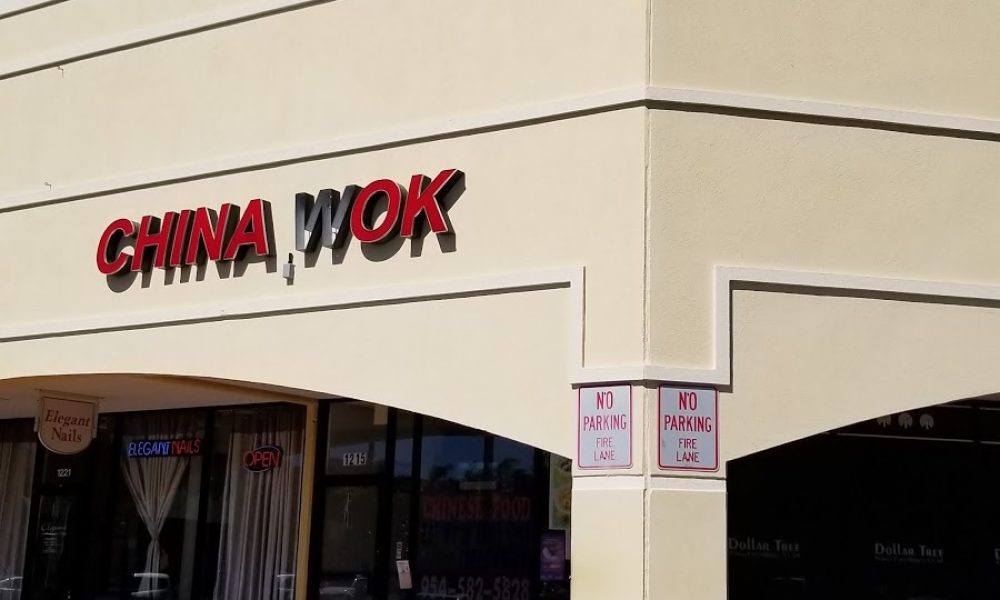 CHINA WOK
Elegant
Nails
1221
ELEGANT NAILS
OPEN
1215
CHINESE FOOD
954-582-5828
NO
PARKING
FIRE
LANE
NO
PARKING
FIRE
LANE
DOLLAR TREE
DOLLAR TREE